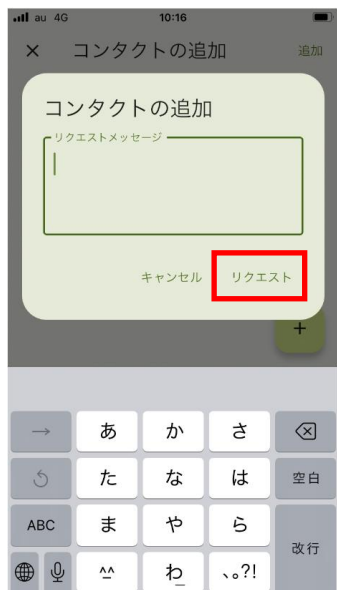 au 4G 10:16
× コンタクトの追加 追加
コンタクトの追加
リクエストメッセージ
キャンセル リクエスト
+
→ あ か さ
た な は 空白
ABC ま や ら
改行
^^ わ_ 、。?!